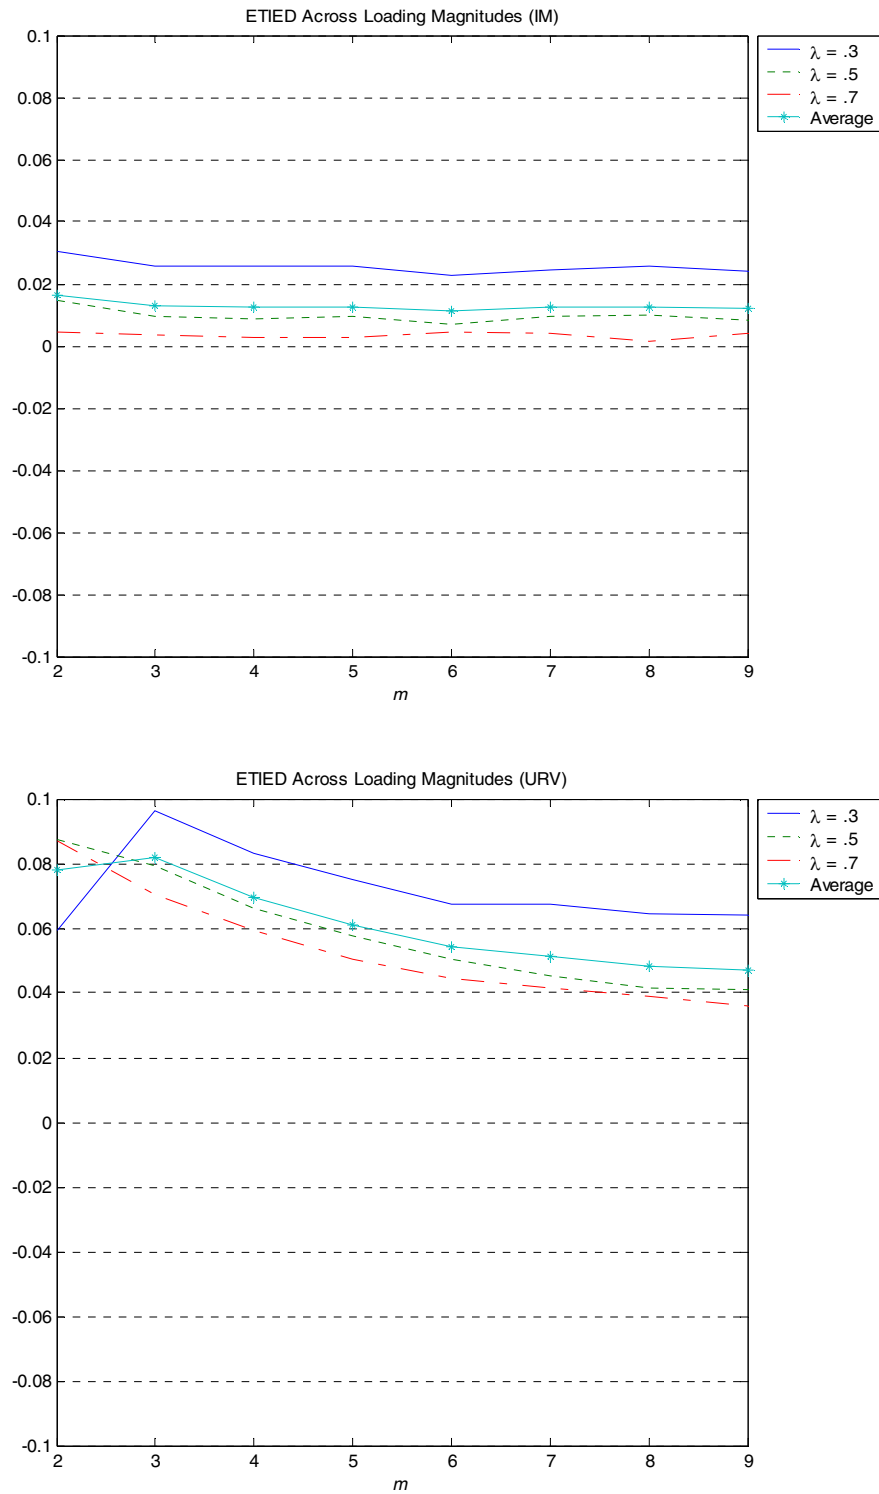 ETIED Across Loading Magnitudes (IM)
0.1
0.08
0.06
0.04
0.02
0
-0.02
-0.04
-0.06
-0.08
-0.1
2 3 4 5 6 7 8 9
m
λ = .3
λ = .5
λ = .7
Average
ETIED Across Loading Magnitudes (URV)
0.1
0.08
0.06
0.04
0.02
0
-0.02
-0.04
-0.06
-0.08
-0.1
2 3 4 5 6 7 8 9
m
λ = .3
λ = .5
λ = .7
Average